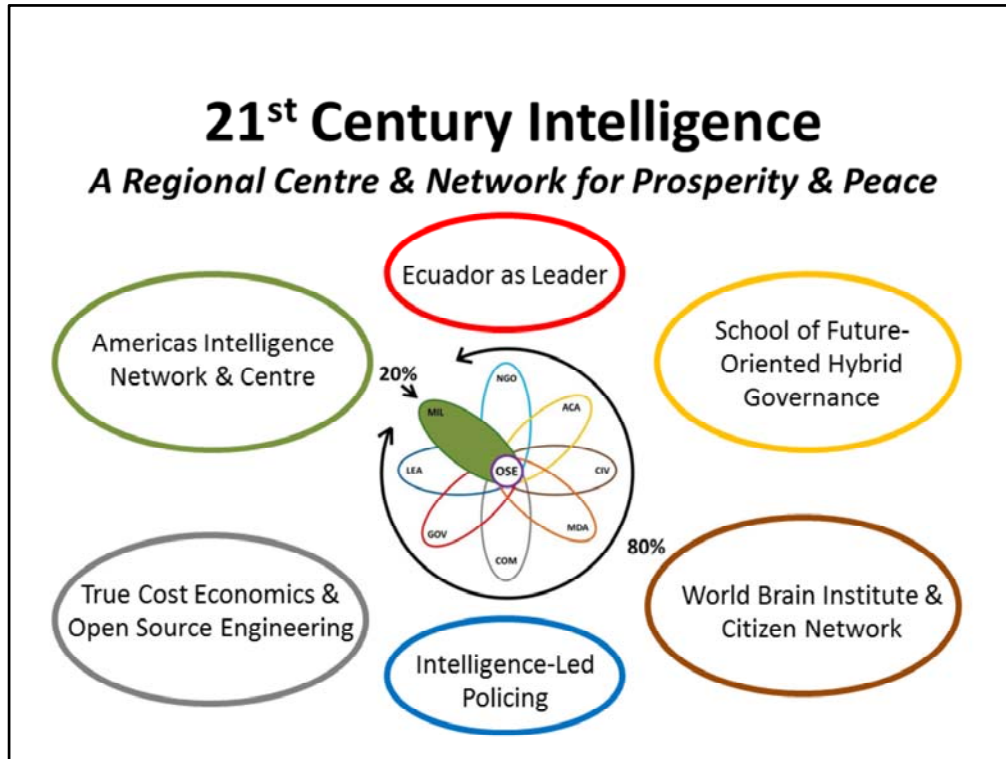 21st Century Intelligence
A Regional Centre & Network for Prosperity & Peace
Ecuador as Leader
Americas Intelligence
Network & Centre
School of Future-
Oriented Hybrid
Governance
20%
NGO
MIL
ACA
LEA
OSE
CIV
GOV
MDA
COM
80%
True Cost Economics &
Open Source Engineering
World Brain Institute &
Citizen Network
Intelligence-Led
Policing